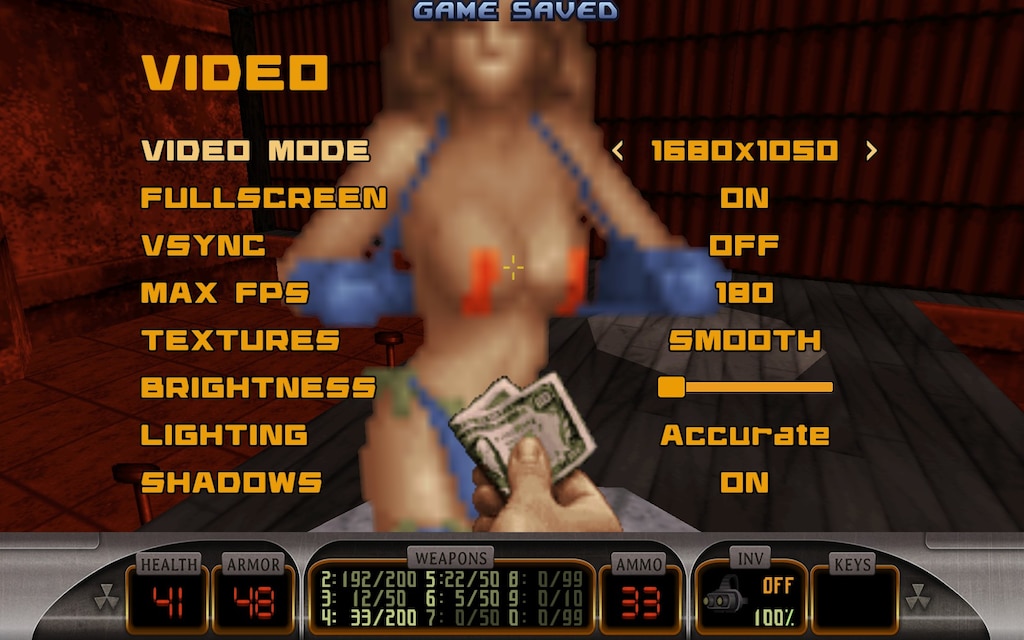 GAME SAVED
VIDEO
VIDEO MODE < 1680x1050 >
FULLSCREEN ON
VSYNC OFF
MAX FPS 180
TEXTURES SMOOTH
BRIGHTNESS
LIGHTING Accurate
SHADOWS ON
HEALTH ARMOR WEAPONS AMMO INV KEYS
2:192/200 5:22/50 8: 0/99
3: 12/50 6: 5/50 9: 0/10
4: 33/200 7: 0/50 0: 0/99
41 48 33 OFF
100%